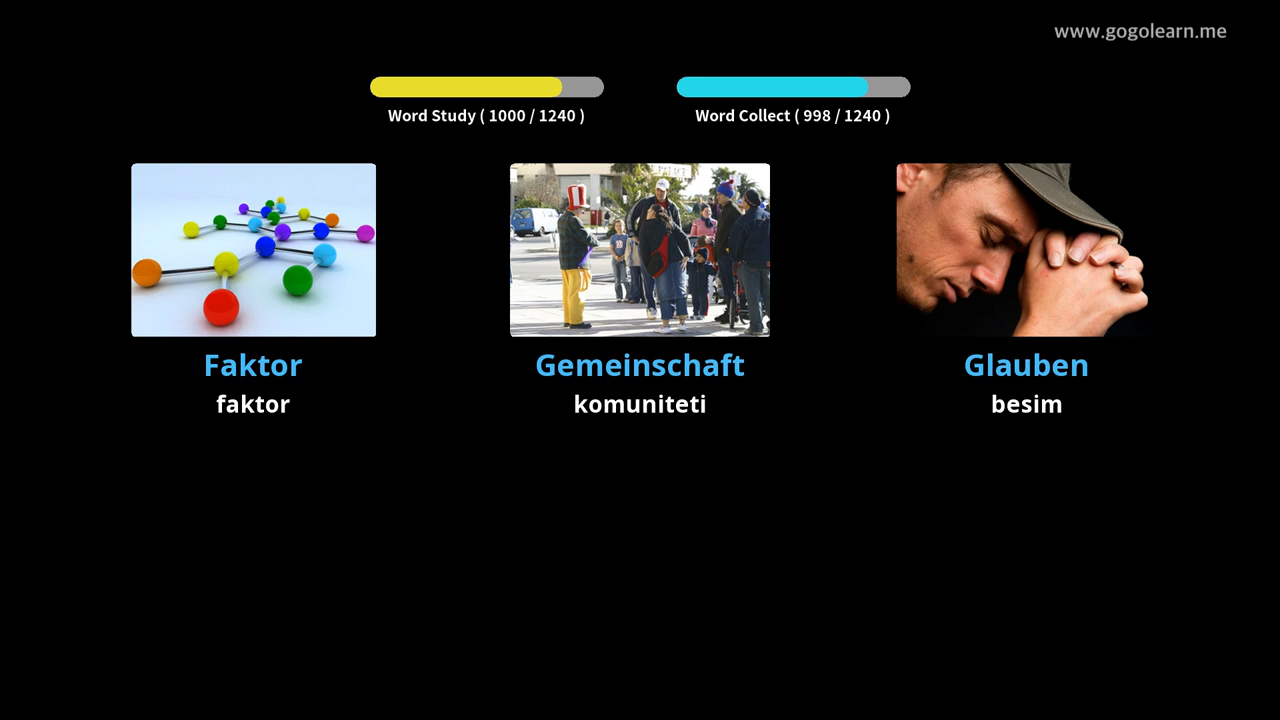 www.gogolearn.me
Word Study ( 1000 / 1240 )
Word Collect ( 998 / 1240 )
Faktor
Gemeinschaft
Glauben
faktor
komuniteti
besim